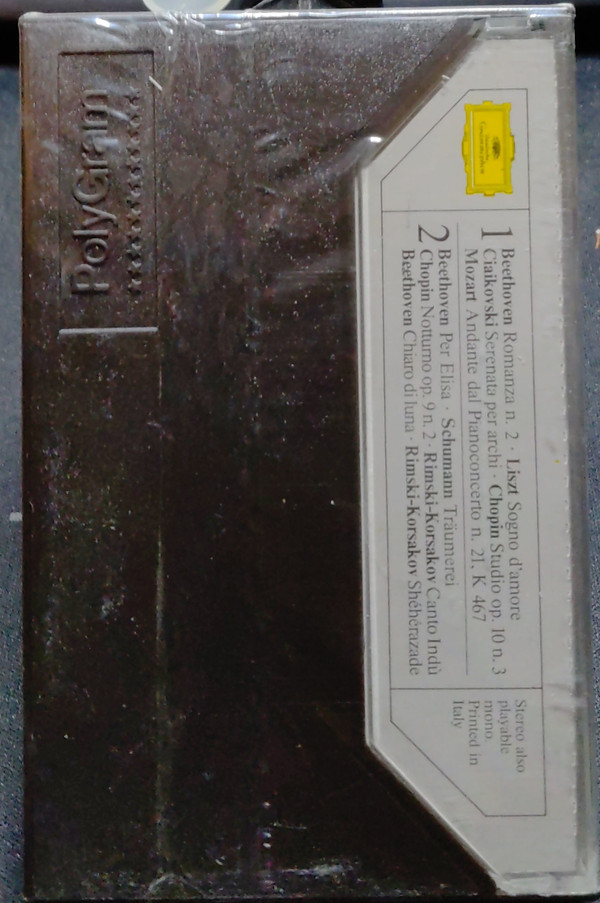 PolyGram
Deutsche
Grammophon
1
Beethoven Romanza n. 2 · Liszt Sogno d'amore
Ciaikovski Serenata per archi · Chopin Studio op. 10 n. 3
Mozart Andante dal Pianoconcerto n. 21, K 467
2
Beethoven Per Elisa · Schumann Träumerei
Chopin Notturno op. 9 n. 2 · Rimski-Korsakov Canto Indù
Beethoven Chiaro di luna · Rimski-Korsakov Shéhérazade
Stereo also
playable
mono.
Printed in
Italy